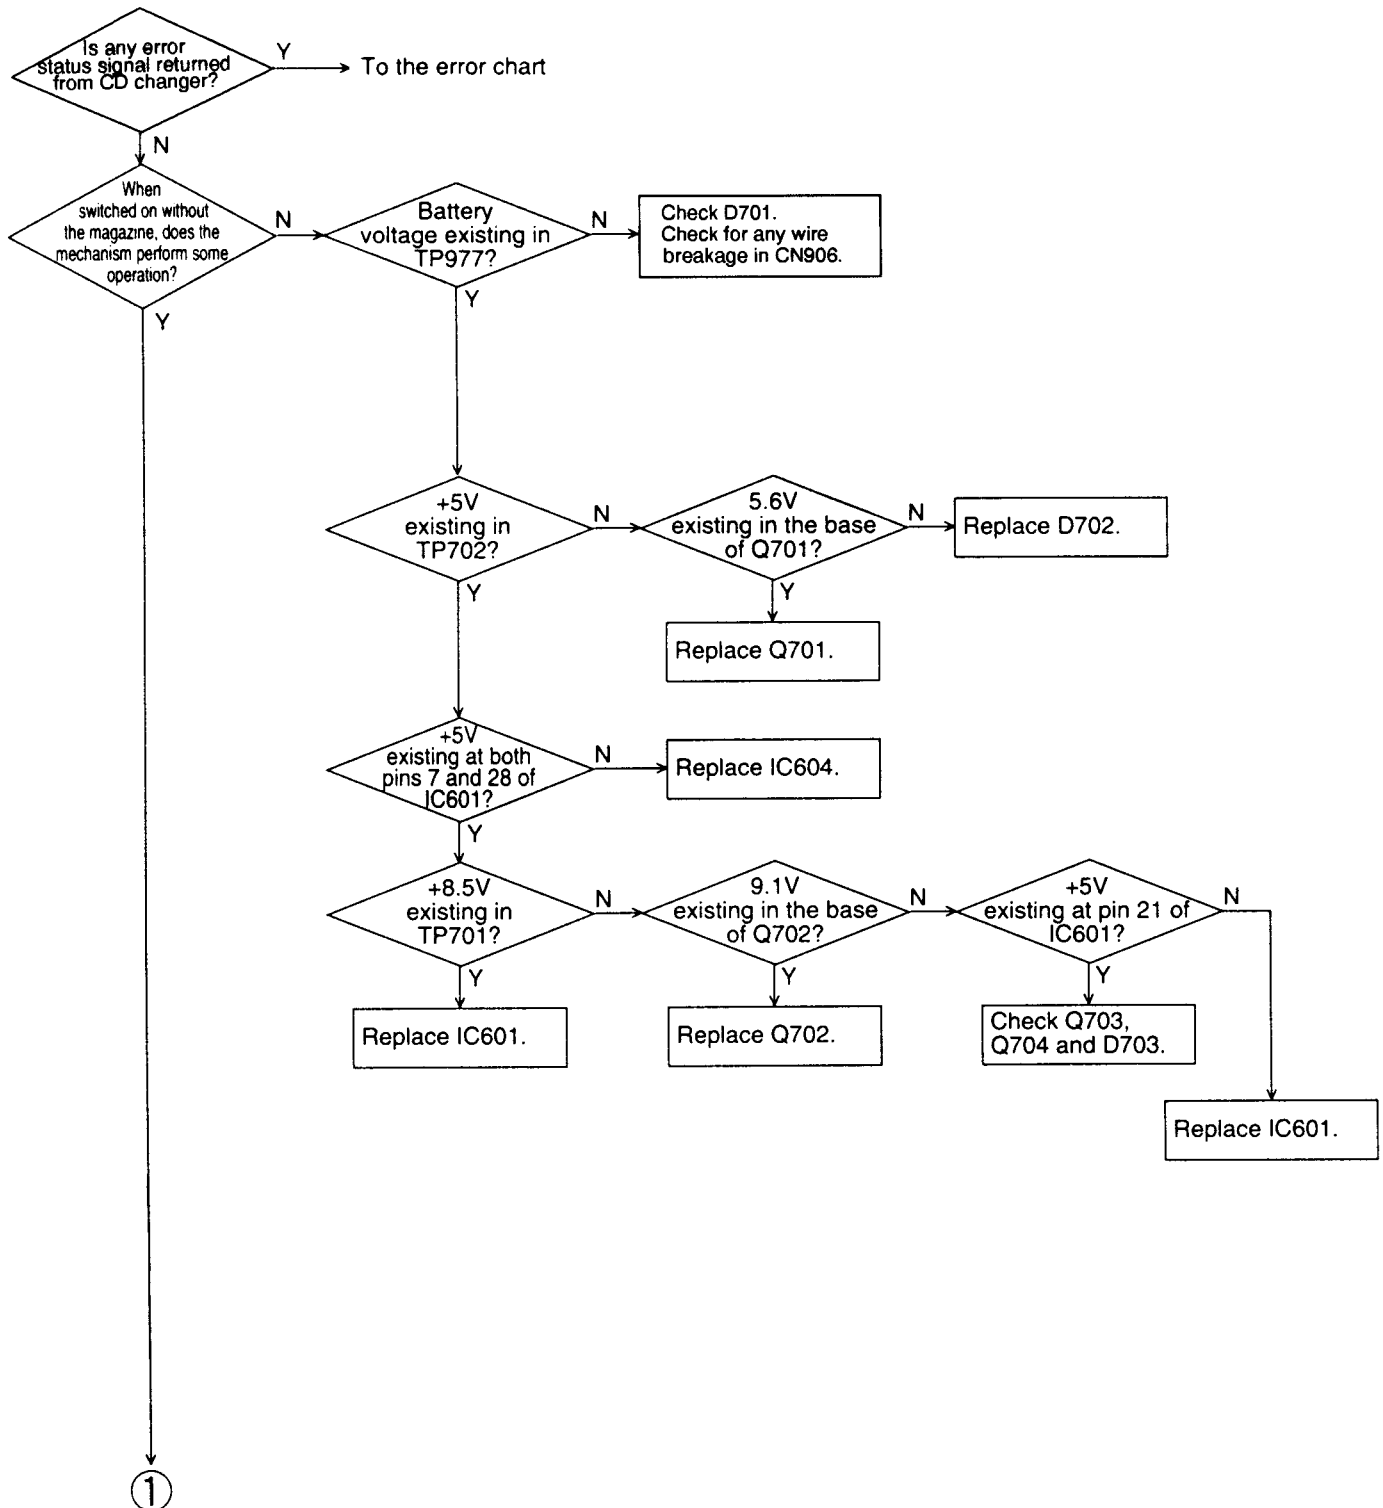 Is any error
status signal returned
from CD changer?
Y
To the error chart
N
When
switched on without
the magazine, does the
mechanism perform some
operation?
N
Battery
voltage existing in
TP977?
N
Check D701.
Check for any wire
breakage in CN906.
Y
Y
+5V
existing in
TP702?
N
5.6V
existing in the base
of Q701?
N
Replace D702.
Y
Y
Replace Q701.
+5V
existing at both
pins 7 and 28 of
IC601?
N
Replace IC604.
Y
+8.5V
existing in
TP701?
N
9.1V
existing in the base
of Q702?
N
+5V
existing at pin 21 of
IC601?
N
Y
Y
Y
Replace IC601.
Replace Q702.
Check Q703,
Q704 and D703.
Replace IC601.
1